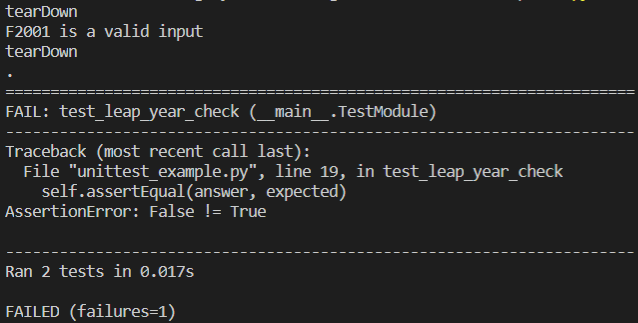 tearDown
F2001 is a valid input
tearDown
.
======================================================================
FAIL: test_leap_year_check (__main__.TestModule)
----------------------------------------------------------------------
Traceback (most recent call last):
  File "unittest_example.py", line 19, in test_leap_year_check
    self.assertEqual(answer, expected)
AssertionError: False != True

----------------------------------------------------------------------
Ran 2 tests in 0.017s

FAILED (failures=1)